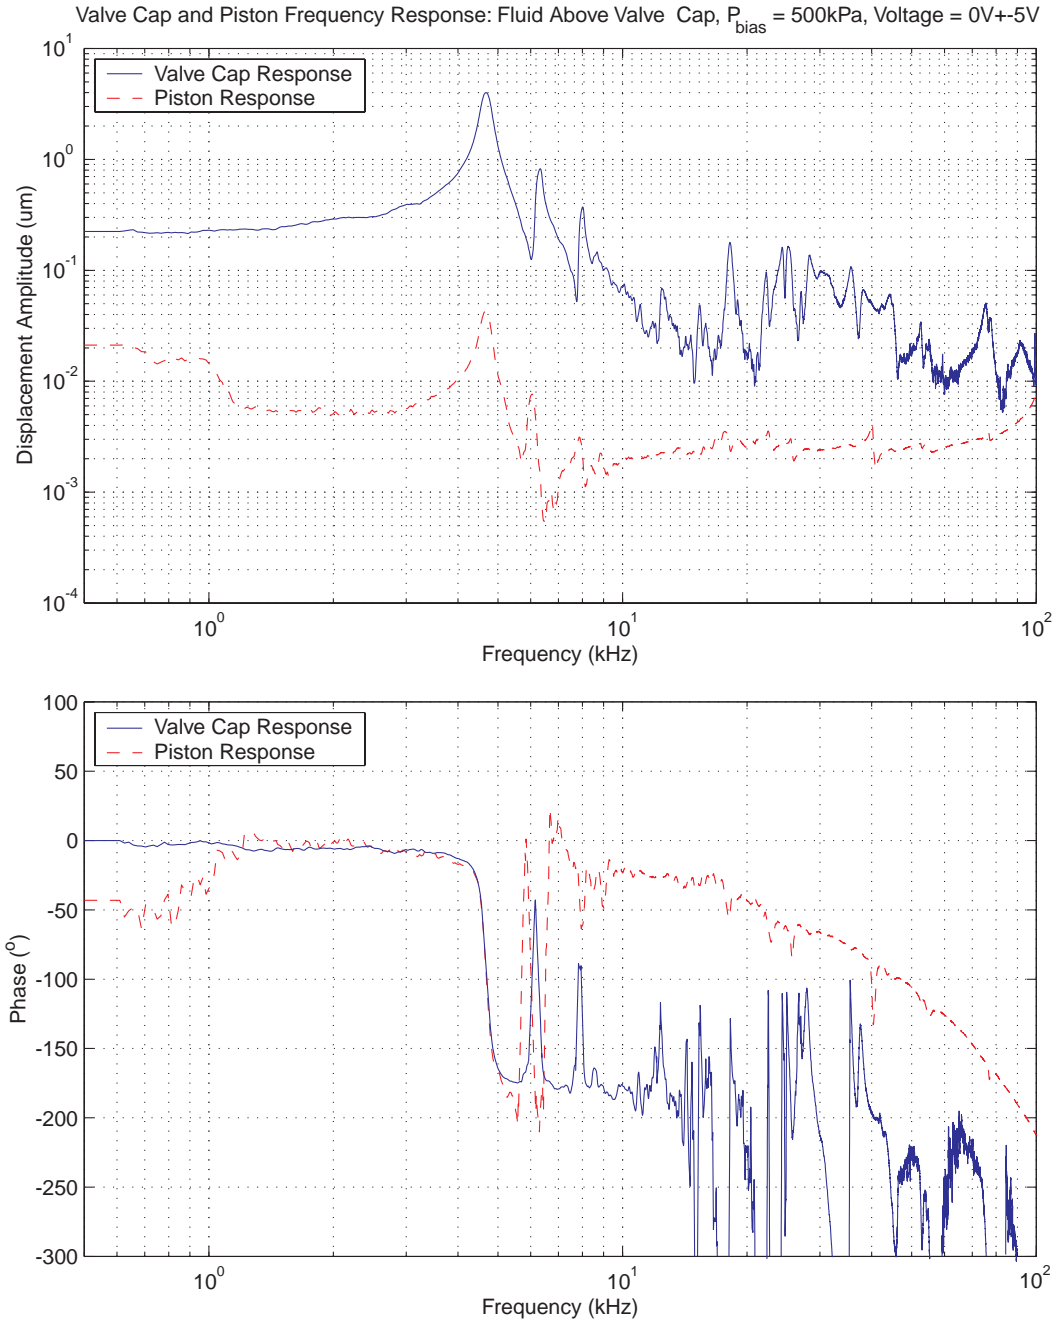 Valve Cap and Piston Frequency Response: Fluid Above Valve Cap, P_bias = 500kPa, Voltage = 0V+-5V
Valve Cap Response
Piston Response
Displacement Amplitude (um)
10^1
10^0
10^-1
10^-2
10^-3
10^-4
10^0 10^1 10^2
Frequency (kHz)
Valve Cap Response
Piston Response
Phase (°)
100
50
0
-50
-100
-150
-200
-250
-300
10^0 10^1 10^2
Frequency (kHz)